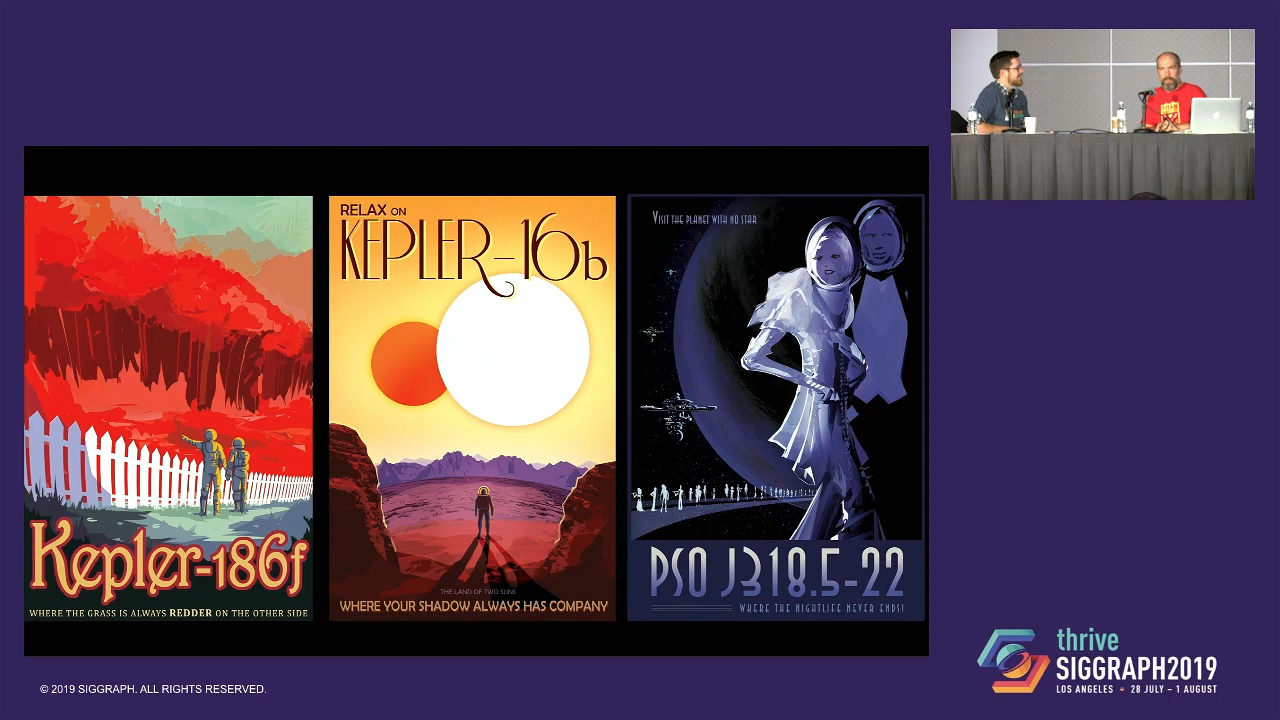 Kepler-186f
WHERE THE GRASS IS ALWAYS REDDER ON THE OTHER SIDE
RELAX ON
KEPLER-16b
THE LAND OF TWO SUNS
WHERE YOUR SHADOW ALWAYS HAS COMPANY
VISIT THE PLANET WITH NO STAR
PSO J318.5-22
WHERE THE NIGHTLIFE NEVER ENDS!
thrive
SIGGRAPH2019
LOS ANGELES • 28 JULY – 1 AUGUST
© 2019 SIGGRAPH. ALL RIGHTS RESERVED.